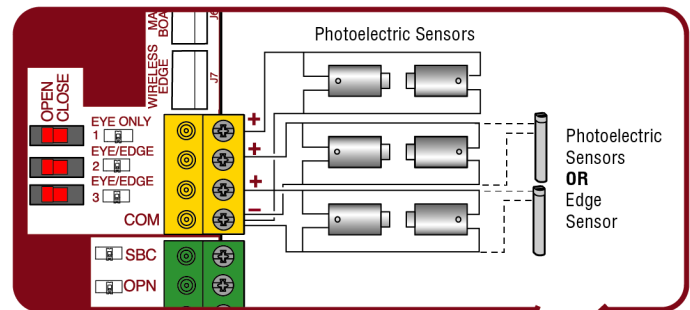 MA
BOA
J6
WIRELESS
EDGE
J7
OPEN
CLOSE
EYE ONLY
1
EYE/EDGE
2
EYE/EDGE
3
COM
SBC
OPN
+
+
+
–
Photoelectric Sensors
Photoelectric
Sensors
OR
Edge
Sensor